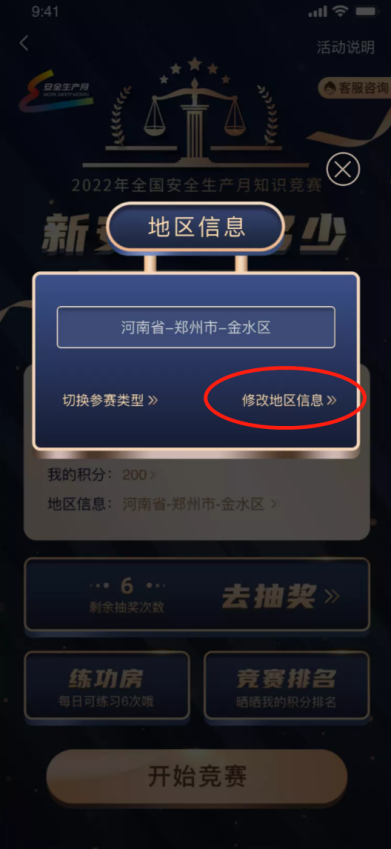 9:41
活动说明
安全生产月
客服咨询
2022年全国安全生产月知识竞赛
新安
多少
地区信息
河南省-郑州市-金水区
切换参赛类型»
修改地区信息»
我的积分：200>
地区信息：河南省-郑州市-金水区 >
6
剩余抽奖次数
去抽奖»
练功房
每日可练习6次哦
竞赛排名
晒晒我的积分排名
开始竞赛